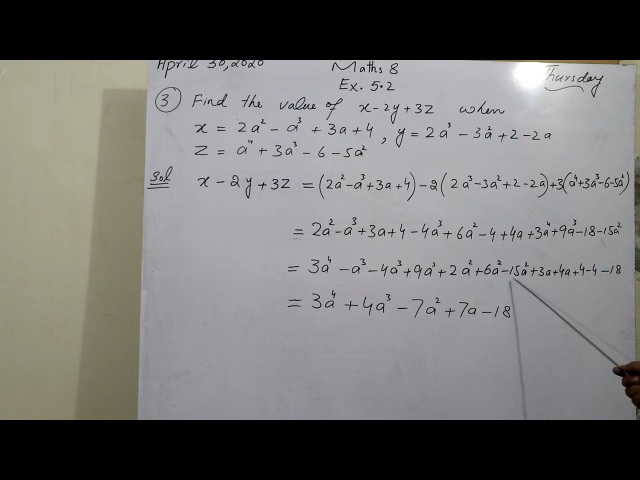 April 30, 2020 Maths 8 Thursday
Ex. 5.2
③ Find the value of x-2y+3z when
x = 2a² - a³ + 3a + 4 , y = 2a³ - 3a² + 2 - 2a
z = a⁴ + 3a³ - 6 - 5a²
Sol x - 2y + 3z = (2a² - a³ + 3a + 4) - 2(2a³ - 3a² + 2 - 2a) + 3(a⁴ + 3a³ - 6 - 5a²)
= 2a² - a³ + 3a + 4 - 4a³ + 6a² - 4 + 4a + 3a⁴ + 9a³ - 18 - 15a²
= 3a⁴ - a³ - 4a³ + 9a³ + 2a² + 6a² - 15a² + 3a + 4a + 4 - 4 - 18
= 3a⁴ + 4a³ - 7a² + 7a - 18